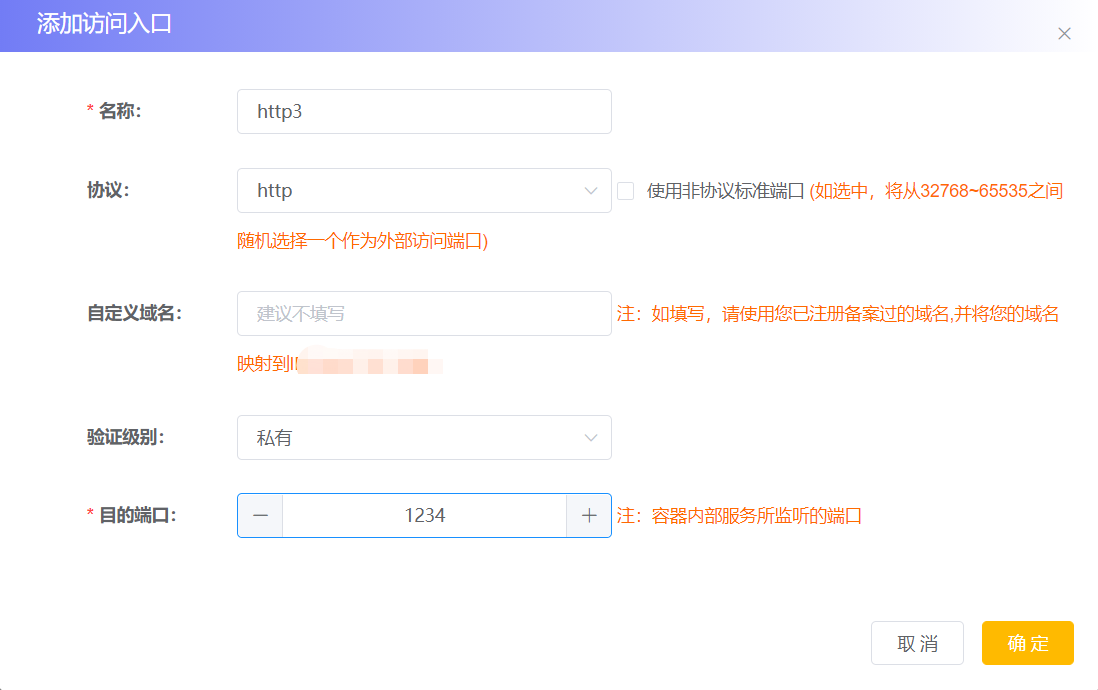 添加访问入口
* 名称：
http3
协议：
http
使用非协议标准端口 (如选中，将从32768~65535之间
随机选择一个作为外部访问端口)
自定义域名：
建议不填写
注：如填写，请使用您已注册备案过的域名,并将您的域名
映射到
验证级别：
私有
* 目的端口：
1234
注：容器内部服务所监听的端口
取 消
确 定